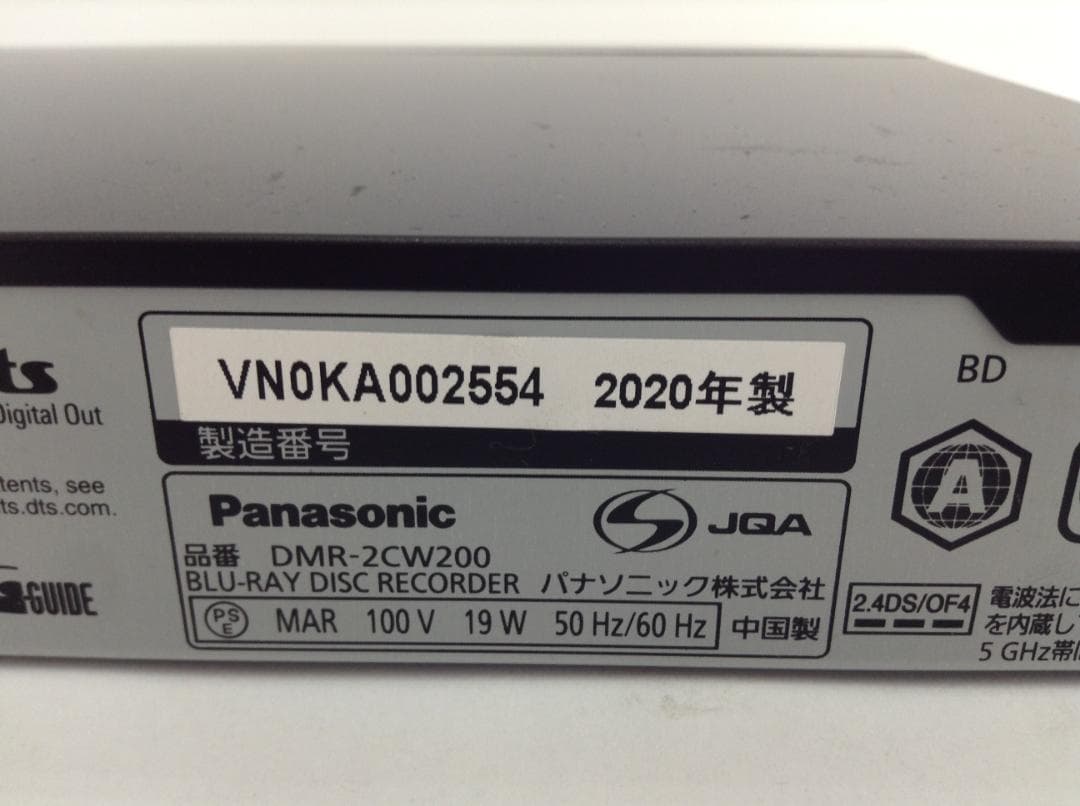 VN0KA002554 2020年製
製造番号
Panasonic
JQA
品番 DMR-2CW200
BLU-RAY DISC RECORDER パナソニック株式会社
PS
E
MAR 100 V 19 W 50 Hz/60 Hz 中国製
ts
Digital Out
tents, see
ts.dts.com.
G-GUIDE
BD
A
2.4DS/OF4
電波法に
を内蔵し
5 GHz帯